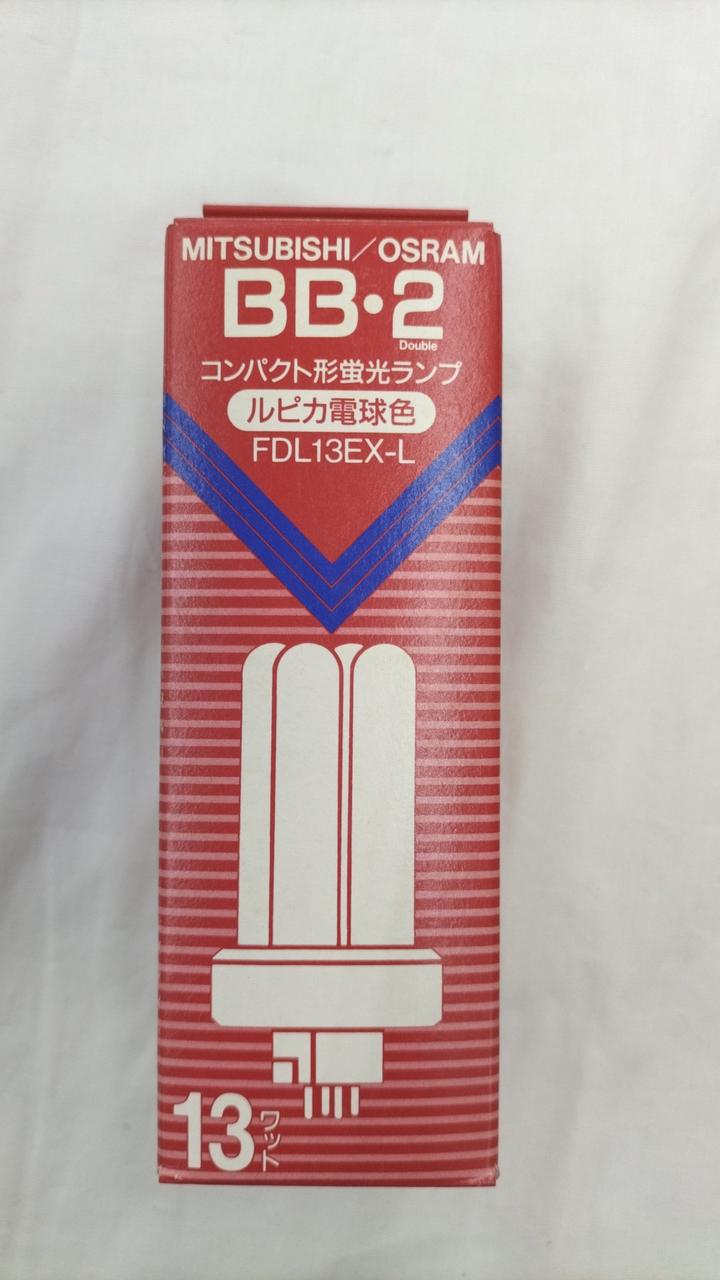 MITSUBISHI/OSRAM
BB・2
Double
コンパクト形蛍光ランプ
ルピカ電球色
FDL13EX-L
13ワット